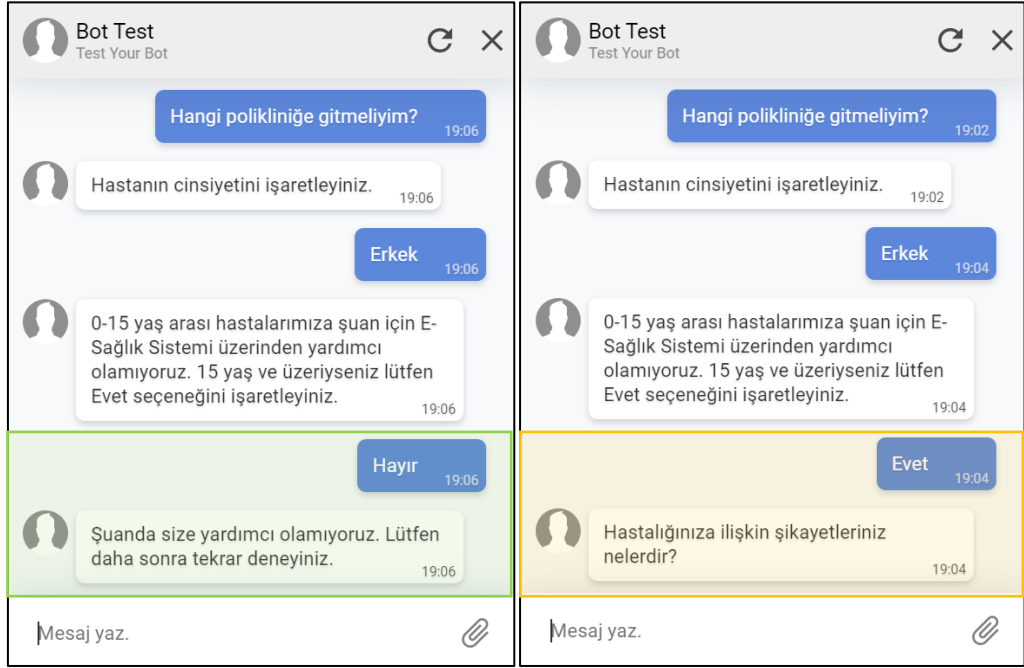 Bot Test
Test Your Bot
Hangi polikliniğe gitmeliyim?
19:06
Hastanın cinsiyetini işaretleyiniz.
19:06
Erkek
19:06
0-15 yaş arası hastalarımıza şuan için E-
Sağlık Sistemi üzerinden yardımcı
olamıyoruz. 15 yaş ve üzeriyseniz lütfen
Evet seçeneğini işaretleyiniz.
19:06
Hayır
19:06
Şuanda size yardımcı olamıyoruz. Lütfen
daha sonra tekrar deneyiniz.
19:06
Mesaj yaz.
Bot Test
Test Your Bot
Hangi polikliniğe gitmeliyim?
19:02
Hastanın cinsiyetini işaretleyiniz.
19:02
Erkek
19:04
0-15 yaş arası hastalarımıza şuan için E-
Sağlık Sistemi üzerinden yardımcı
olamıyoruz. 15 yaş ve üzeriyseniz lütfen
Evet seçeneğini işaretleyiniz.
19:04
Evet
19:04
Hastalığınıza ilişkin şikayetleriniz
nelerdir?
19:04
Mesaj yaz.